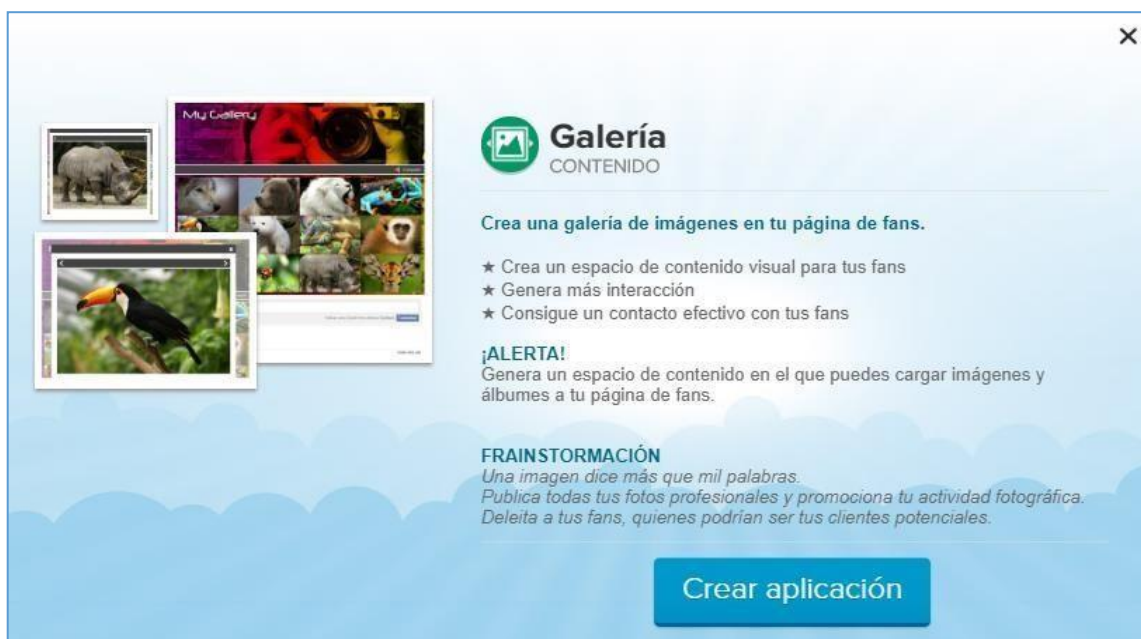 My Gallery
Galería
CONTENIDO
Crea una galería de imágenes en tu página de fans.
★ Crea un espacio de contenido visual para tus fans
★ Genera más interacción
★ Consigue un contacto efectivo con tus fans
¡ALERTA!
Genera un espacio de contenido en el que puedes cargar imágenes y
álbumes a tu página de fans.
FRAINSTORMACIÓN
Una imagen dice más que mil palabras.
Publica todas tus fotos profesionales y promociona tu actividad fotográfica.
Deleita a tus fans, quienes podrían ser tus clientes potenciales.
Crear aplicación